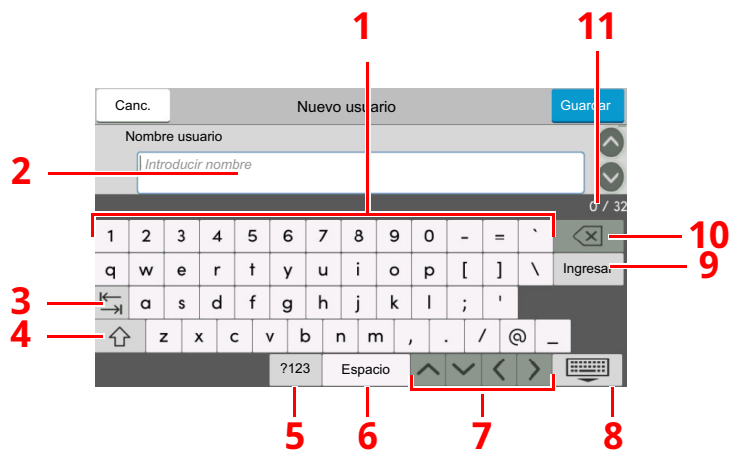 1 11
Canc. Nuevo usuario Guardar
Nombre usuario
2 Introducir nombre
0 / 32
1 2 3 4 5 6 7 8 9 0 - = ` 10
q w e r t y u i o p [ ] \ Ingresar 9
3 a s d f g h j k l ; '
4 z x c v b n m , . / @ _
?123 Espacio
5 6 7 8